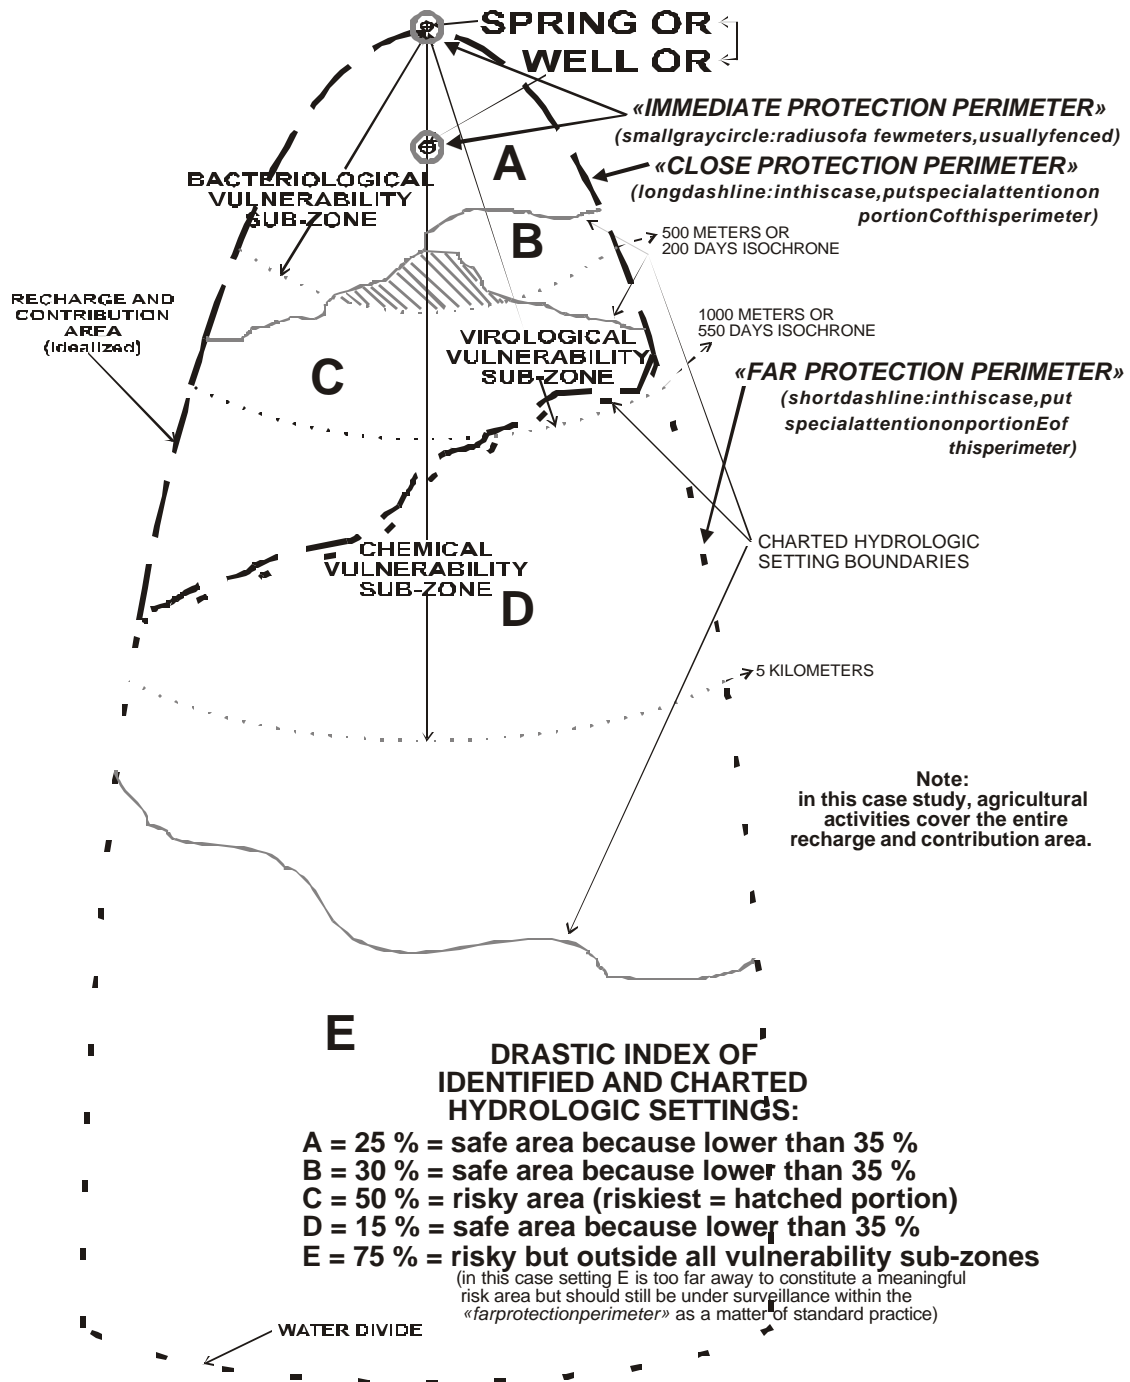 SPRING OR
WELL OR
«IMMEDIATE PROTECTION PERIMETER»
(smallgraycircle:radiusofa fewmeters,usuallyfenced)
A
«CLOSE PROTECTION PERIMETER»
(longdashline:inthiscase,putspecialattentionon
portionCofthisperimeter)
BACTERIOLOGICAL
VULNERABILITY
SUB-ZONE
B
500 METERS OR
200 DAYS ISOCHRONE
RECHARGE AND
CONTRIBUTION
AREA
(idealized)
1000 METERS OR
550 DAYS ISOCHRONE
VIROLOGICAL
VULNERABILITY
SUB-ZONE
C
«FAR PROTECTION PERIMETER»
(shortdashline:inthiscase,put
specialattentiononportionEof
thisperimeter)
CHARTED HYDROLOGIC
SETTING BOUNDARIES
CHEMICAL
VULNERABILITY
SUB-ZONE
D
5 KILOMETERS
Note:
in this case study, agricultural
activities cover the entire
recharge and contribution area.
E
DRASTIC INDEX OF
IDENTIFIED AND CHARTED
HYDROLOGIC SETTINGS:
A = 25 % = safe area because lower than 35 %
B = 30 % = safe area because lower than 35 %
C = 50 % = risky area (riskiest = hatched portion)
D = 15 % = safe area because lower than 35 %
E = 75 % = risky but outside all vulnerability sub-zones
(in this case setting E is too far away to constitute a meaningful
risk area but should still be under surveillance within the
«farprotectionperimeter» as a matter of standard practice)
WATER DIVIDE